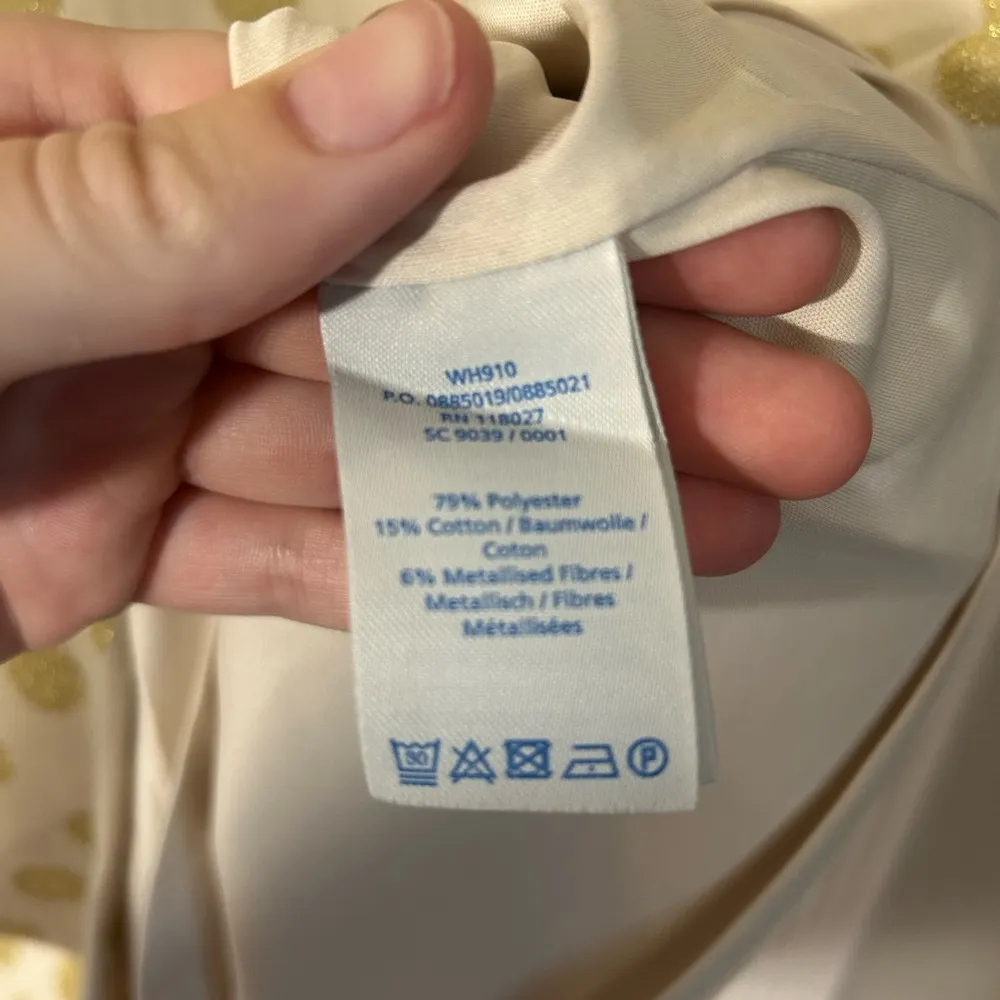 WH910
P.O. 0885019/0885021
RN 118027
SC 9039 / 0001
79% Polyester
15% Cotton / Baumwolle /
Coton
6% Metallised Fibres /
Metallisch / Fibres
Métallisées
P